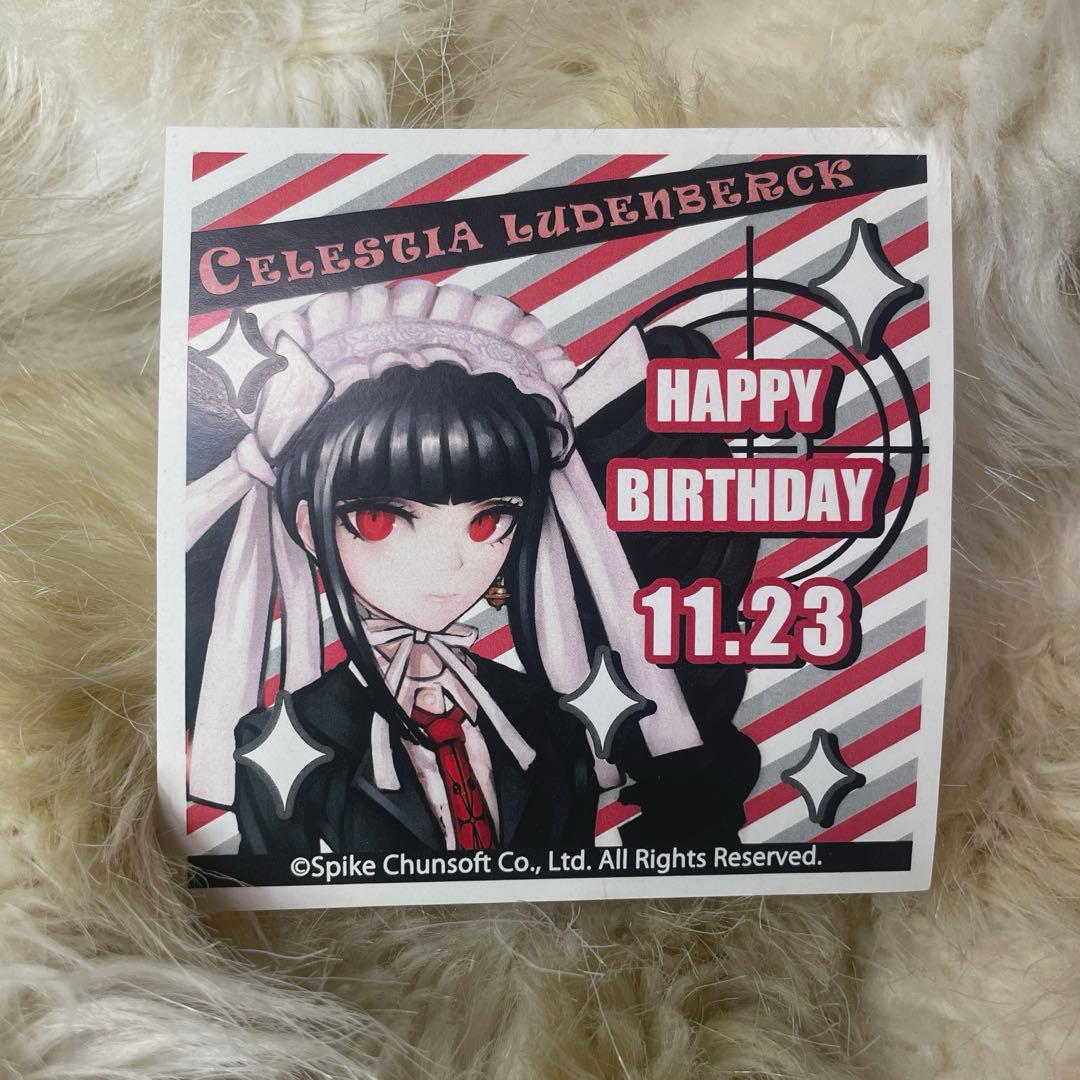 CELESTIA LUDENBERCK
HAPPY
BIRTHDAY
11.23
©Spike Chunsoft Co., Ltd. All Rights Reserved.